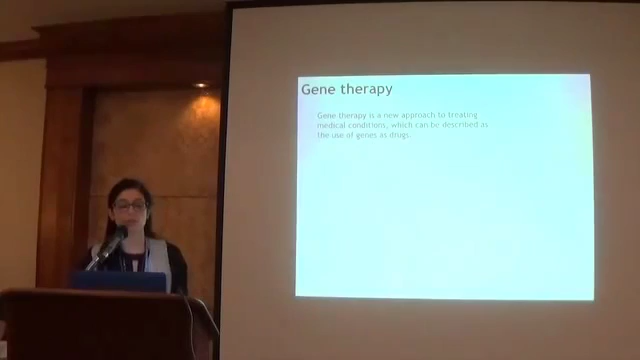 Gene therapy
Gene therapy is a new approach to treating
medical conditions, which can be described as
the use of genes as drugs.